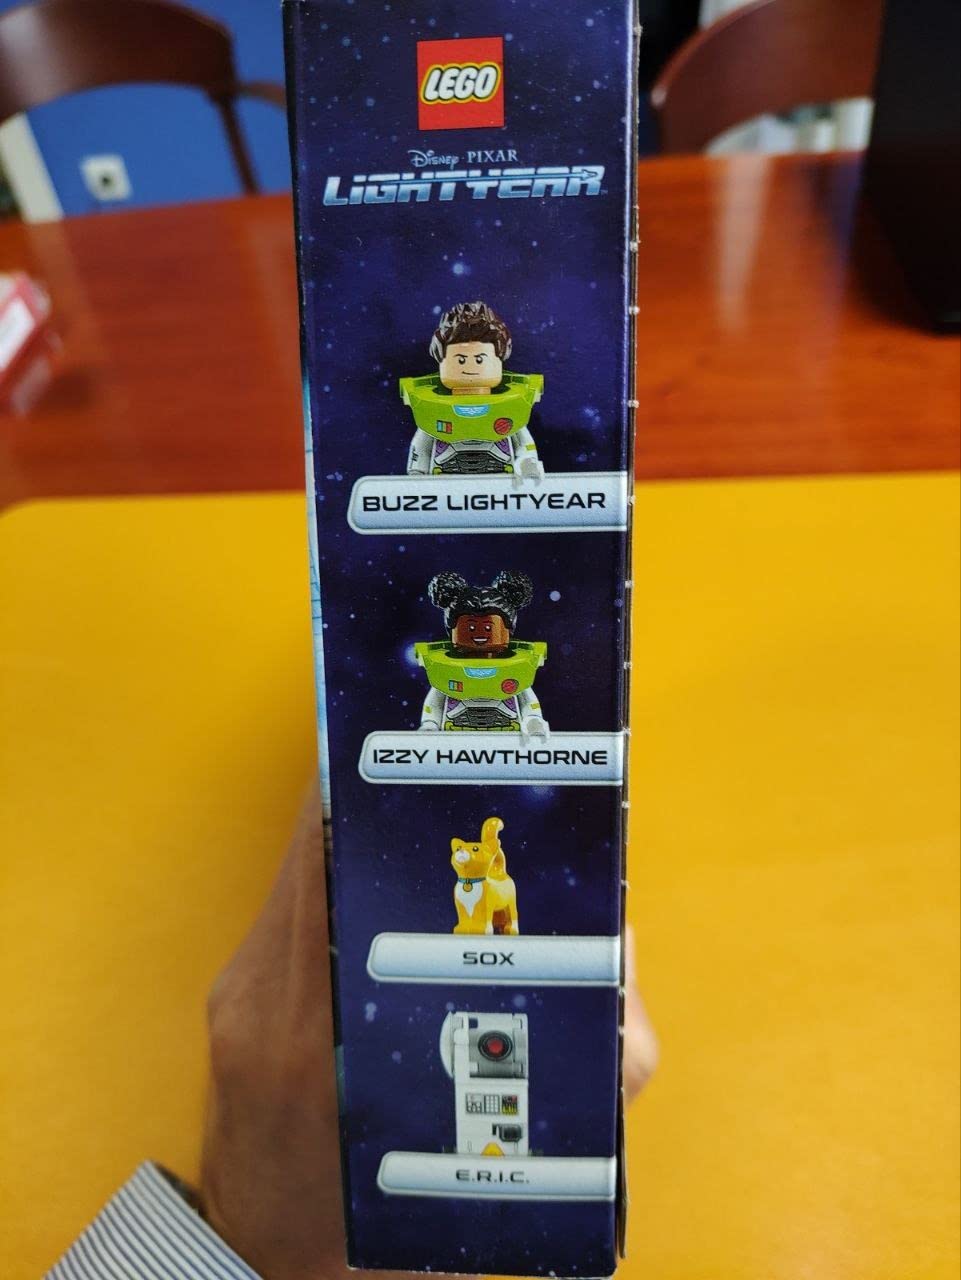 LEGO
Disney · PIXAR
LIGHTYEAR
BUZZ LIGHTYEAR
IZZY HAWTHORNE
SOX
E.R.I.C.